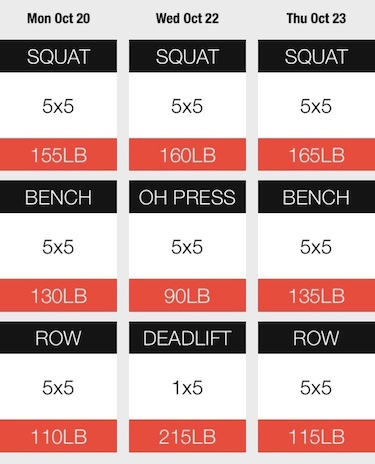 Mon Oct 20 Wed Oct 22 Thu Oct 23
SQUAT SQUAT SQUAT
5x5 5x5 5x5
155LB 160LB 165LB
BENCH OH PRESS BENCH
5x5 5x5 5x5
130LB 90LB 135LB
ROW DEADLIFT ROW
5x5 1x5 5x5
110LB 215LB 115LB